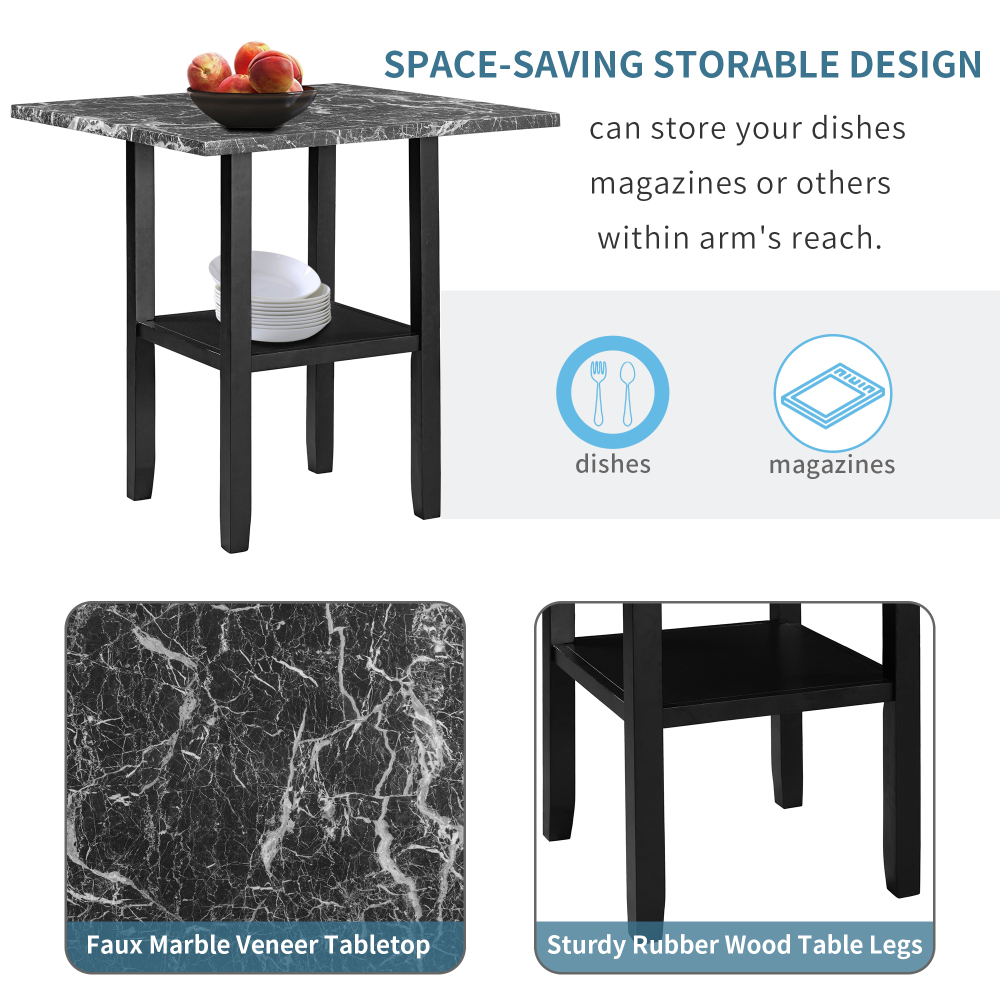 SPACE-SAVING STORABLE DESIGN
can store your dishes
magazines or others
within arm's reach.
dishes
magazines
Faux Marble Veneer Tabletop
Sturdy Rubber Wood Table Legs